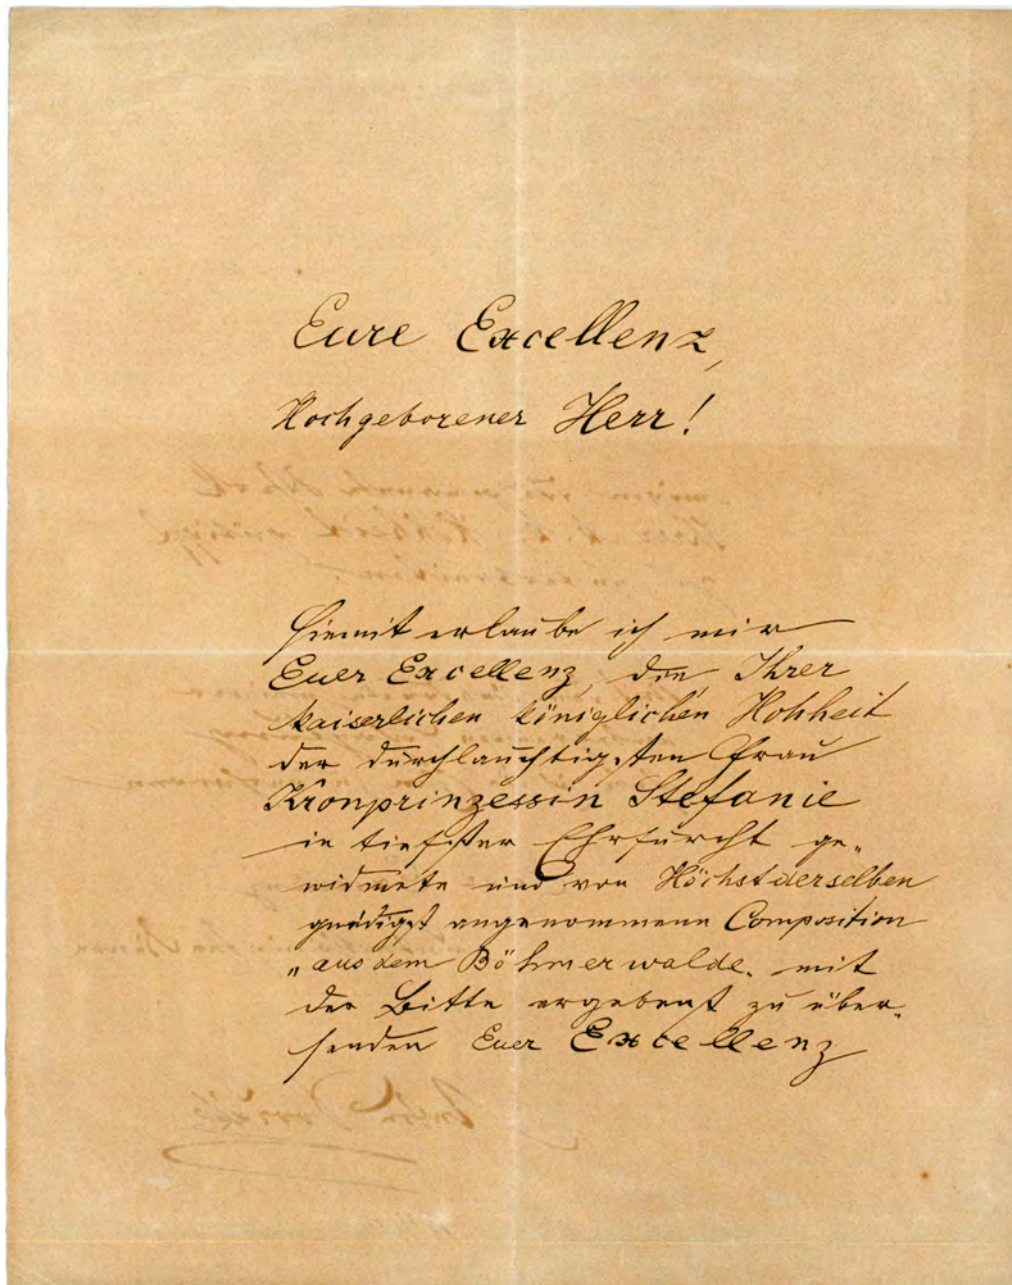 Eure Excellenz,
Hochgeborener Herr!
Hiemit erlaube ich mir
Euer Excellenz, die Ihrer
kaiserlichen königlichen Hohheit
der durchlauchtigsten Frau
Kronprinzessin Stefanie
in tiefster Ehrfurcht ge„
widmete und von Höchstderselben
gnädigst angenommene Composition
„aus dem Böhmerwalde„ mit
der Bitte ergebenst zu über„
senden Euer Excellenz